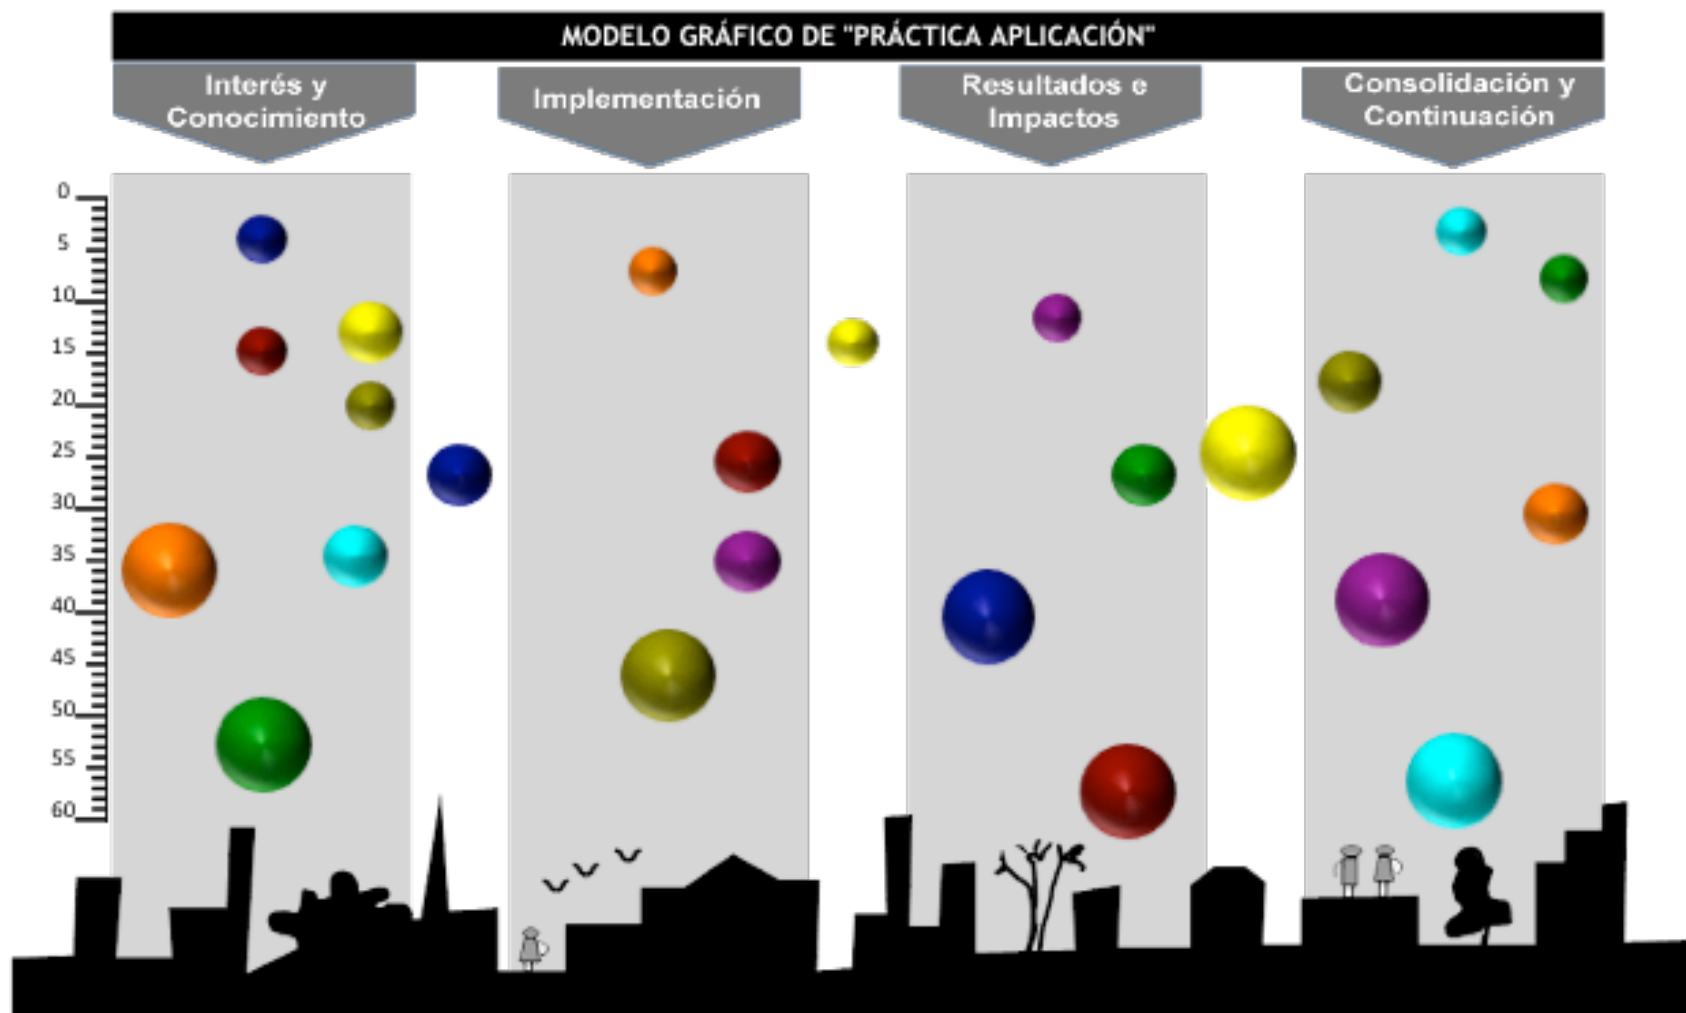 MODELO GRÁFICO DE "PRÁCTICA APLICACIÓN"
Interés y
Conocimiento
Implementación
Resultados e
Impactos
Consolidación y
Continuación
0
5
10
15
20
25
30
35
40
45
50
55
60